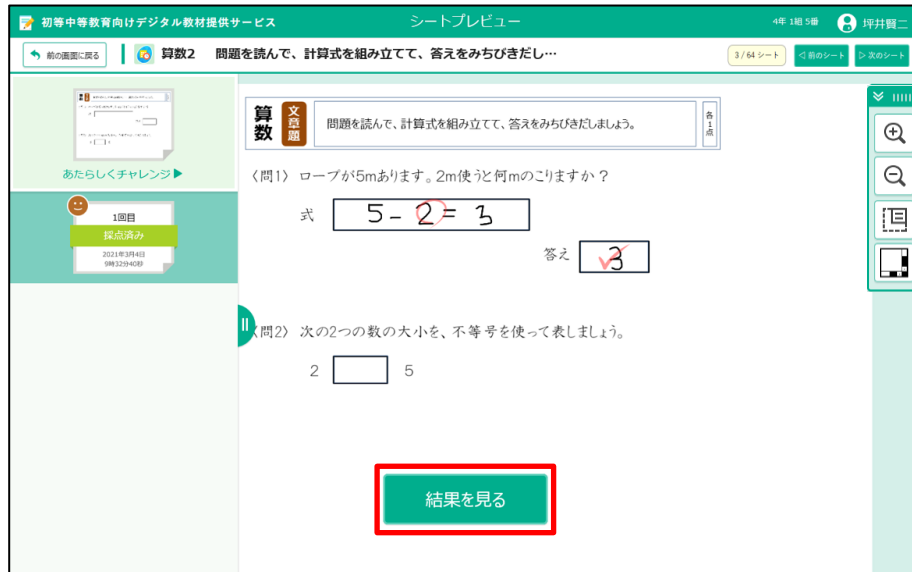 初等中等教育向けデジタル教材提供サービス
シートプレビュー
4年 1組 5番
坪井賢二
前の画面に戻る
算数2 問題を読んで、計算式を組み立てて、答えをみちびきだし…
3 / 64 シート
◁ 前のシート
▷ 次のシート
あたらしくチャレンジ▶
1回目
採点済み
2021年3月4日
9時32分40秒
算数
文章題
問題を読んで、計算式を組み立てて、答えをみちびきだしましょう。
各1点
〈問1〉 ロープが5mあります。2m使うと何mのこりますか？
式 5 - 2 = 3
答え 3
〈問2〉 次の2つの数の大小を、不等号を使って表しましょう。
2 5
結果を見る